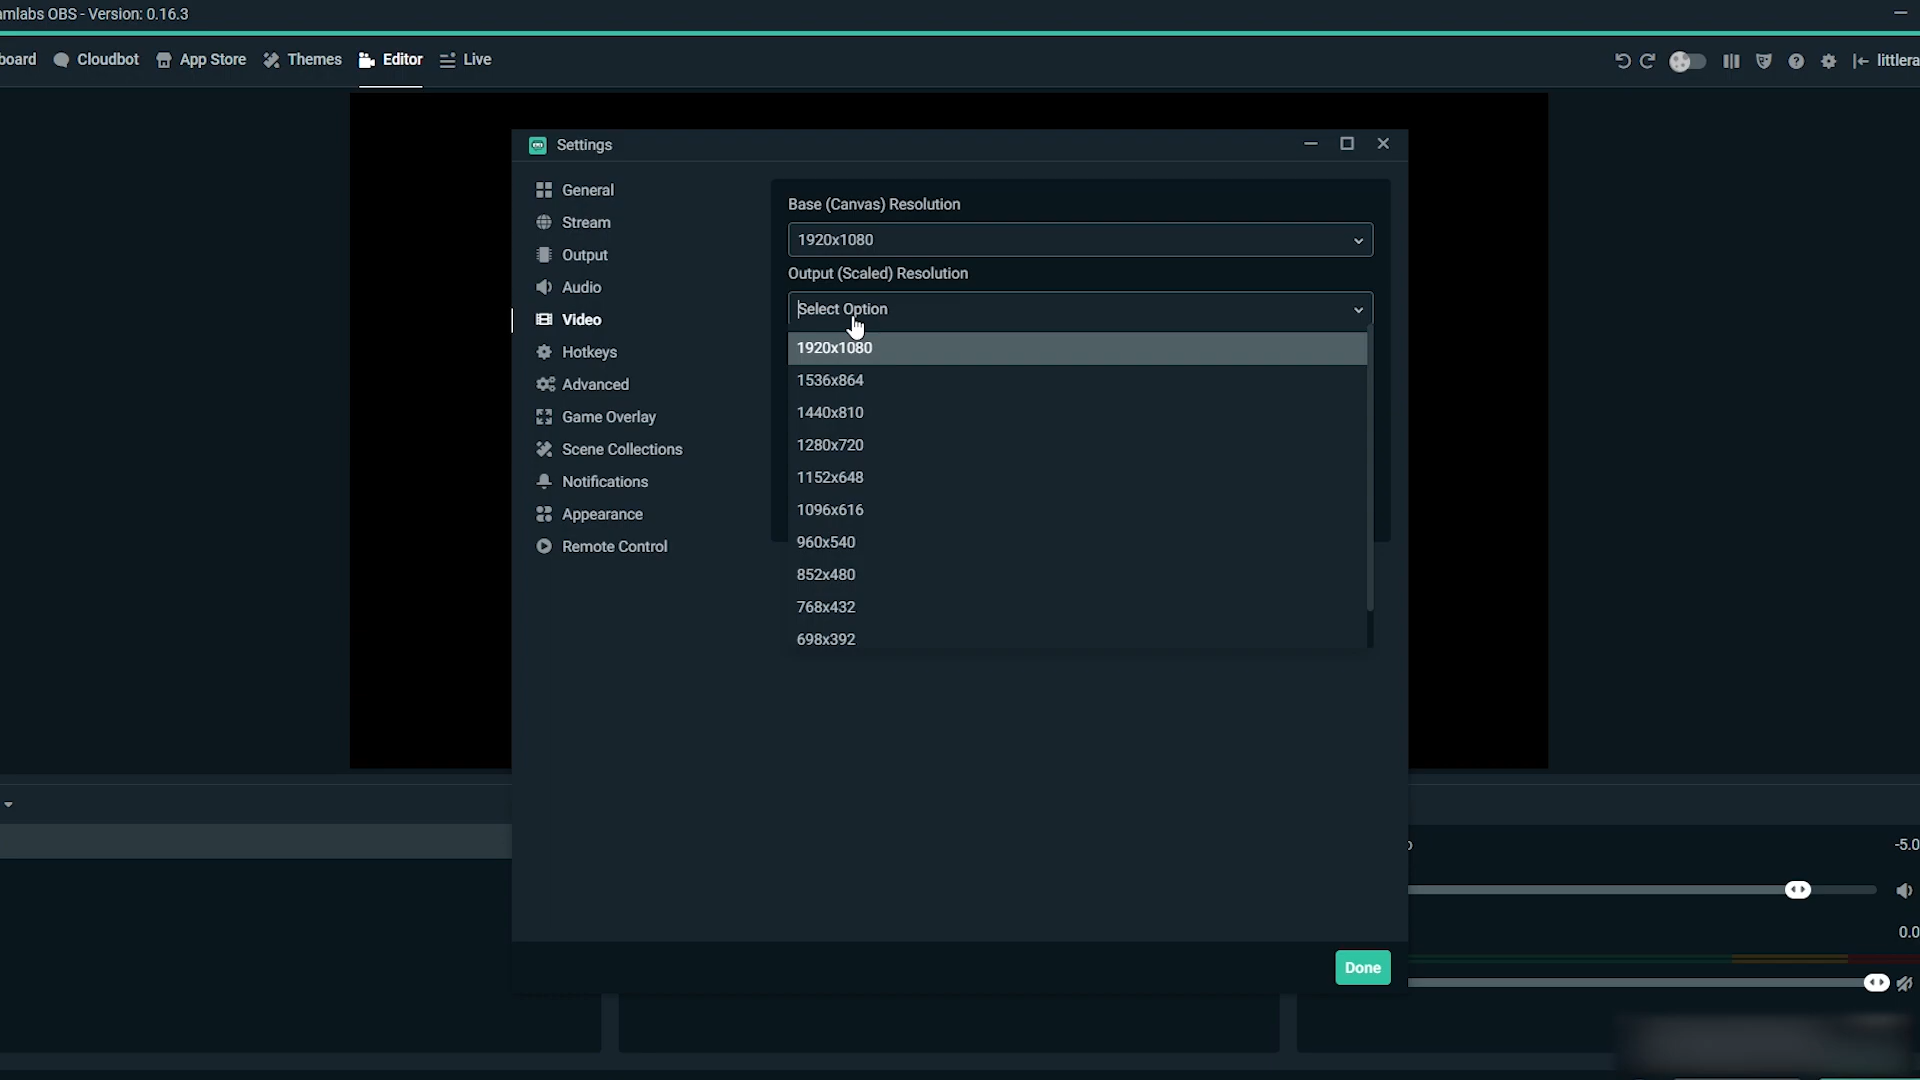 amlabs OBS - Version: 0.16.3
board Cloudbot App Store Themes Editor Live littlera
Settings
General
Stream
Output
Audio
Video
Hotkeys
Advanced
Game Overlay
Scene Collections
Notifications
Appearance
Remote Control
Base (Canvas) Resolution
1920x1080
Output (Scaled) Resolution
Select Option
1920x1080
1536x864
1440x810
1280x720
1152x648
1096x616
960x540
852x480
768x432
698x392
-5.0
0.0
Done